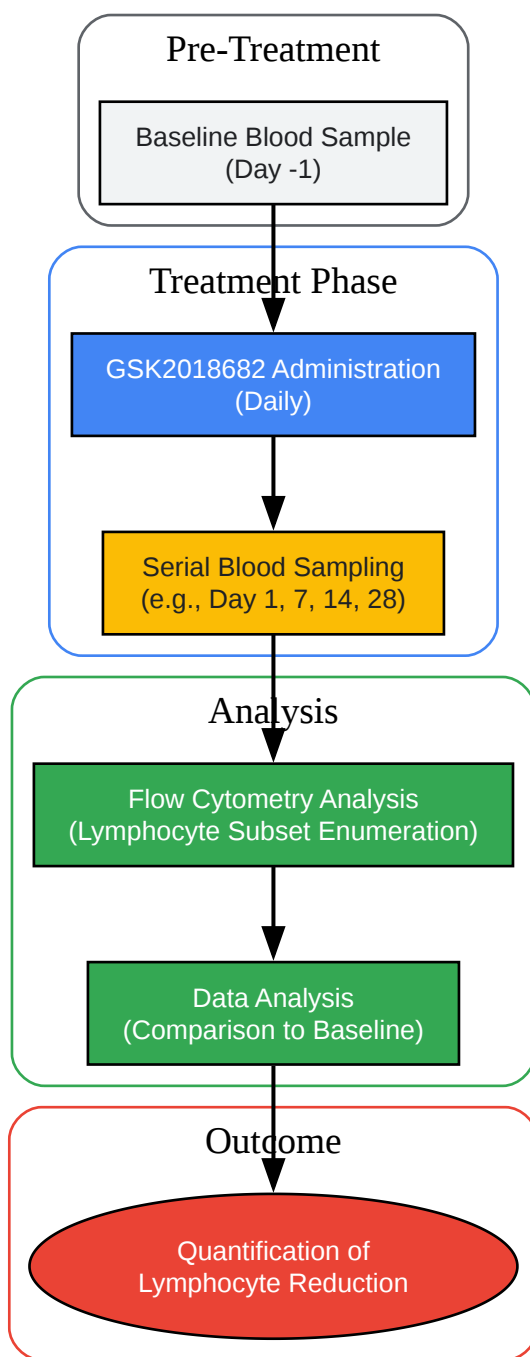 Pre-Treatment
Baseline Blood Sample
(Day -1)
Treatment Phase
GSK2018682 Administration
(Daily)
Serial Blood Sampling
(e.g., Day 1, 7, 14, 28)
Analysis
Flow Cytometry Analysis
(Lymphocyte Subset Enumeration)
Data Analysis
(Comparison to Baseline)
Outcome
Quantification of
Lymphocyte Reduction